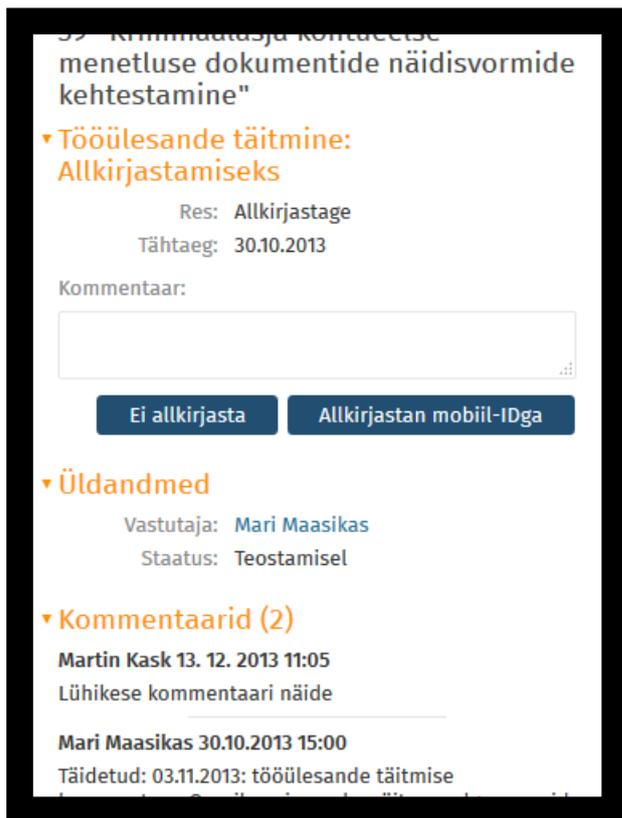 menetluse dokumentide näidisvormide
kehtestamine"
Tööülesande täitmine:
Allkirjastamiseks
Res: Allkirjastage
Tähtaeg: 30.10.2013
Kommentaar:
Ei allkirjasta Allkirjastan mobiil-IDga
Üldandmed
Vastutaja: Mari Maasikas
Staatus: Teostamisel
Kommentaarid (2)
Martin Kask 13. 12. 2013 11:05
Lühikese kommentaari näide
Mari Maasikas 30.10.2013 15:00
Täidetud: 03.11.2013: tööülesande täitmise